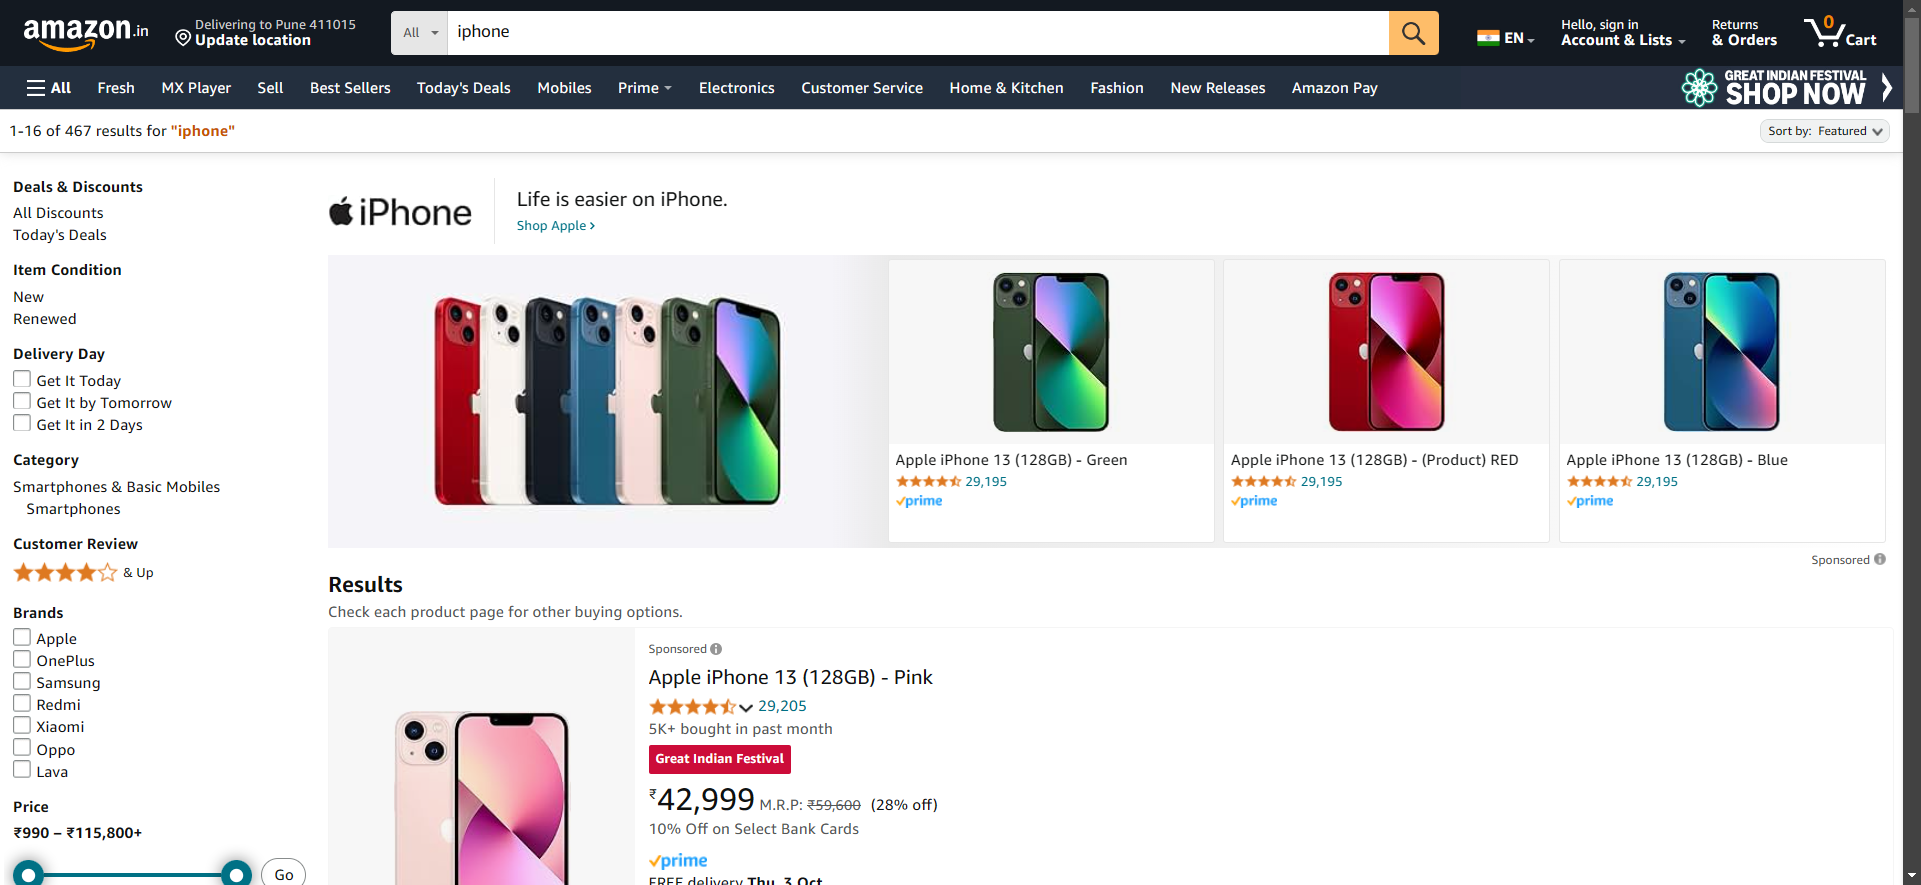 amazon.in
Delivering to Pune 411015
Update location
All
iphone
EN
Hello, sign in
Account & Lists
Returns
& Orders
0
Cart
All
Fresh
MX Player
Sell
Best Sellers
Today's Deals
Mobiles
Prime
Electronics
Customer Service
Home & Kitchen
Fashion
New Releases
Amazon Pay
GREAT INDIAN FESTIVAL
SHOP NOW
1-16 of 467 results for "iphone"
Sort by: Featured
Deals & Discounts
All Discounts
Today's Deals
Item Condition
New
Renewed
Delivery Day
Get It Today
Get It by Tomorrow
Get It in 2 Days
Category
Smartphones & Basic Mobiles
Smartphones
Customer Review
& Up
Brands
Apple
OnePlus
Samsung
Redmi
Xiaomi
Oppo
Lava
Price
₹990 – ₹115,800+
Go
iPhone
Life is easier on iPhone.
Shop Apple ›
Apple iPhone 13 (128GB) - Green
29,195
prime
Apple iPhone 13 (128GB) - (Product) RED
29,195
prime
Apple iPhone 13 (128GB) - Blue
29,195
prime
Sponsored
Results
Check each product page for other buying options.
Sponsored
Apple iPhone 13 (128GB) - Pink
29,205
5K+ bought in past month
Great Indian Festival
₹42,999 M.R.P: ₹59,600 (28% off)
10% Off on Select Bank Cards
prime
FREE delivery Thu, 3 Oct